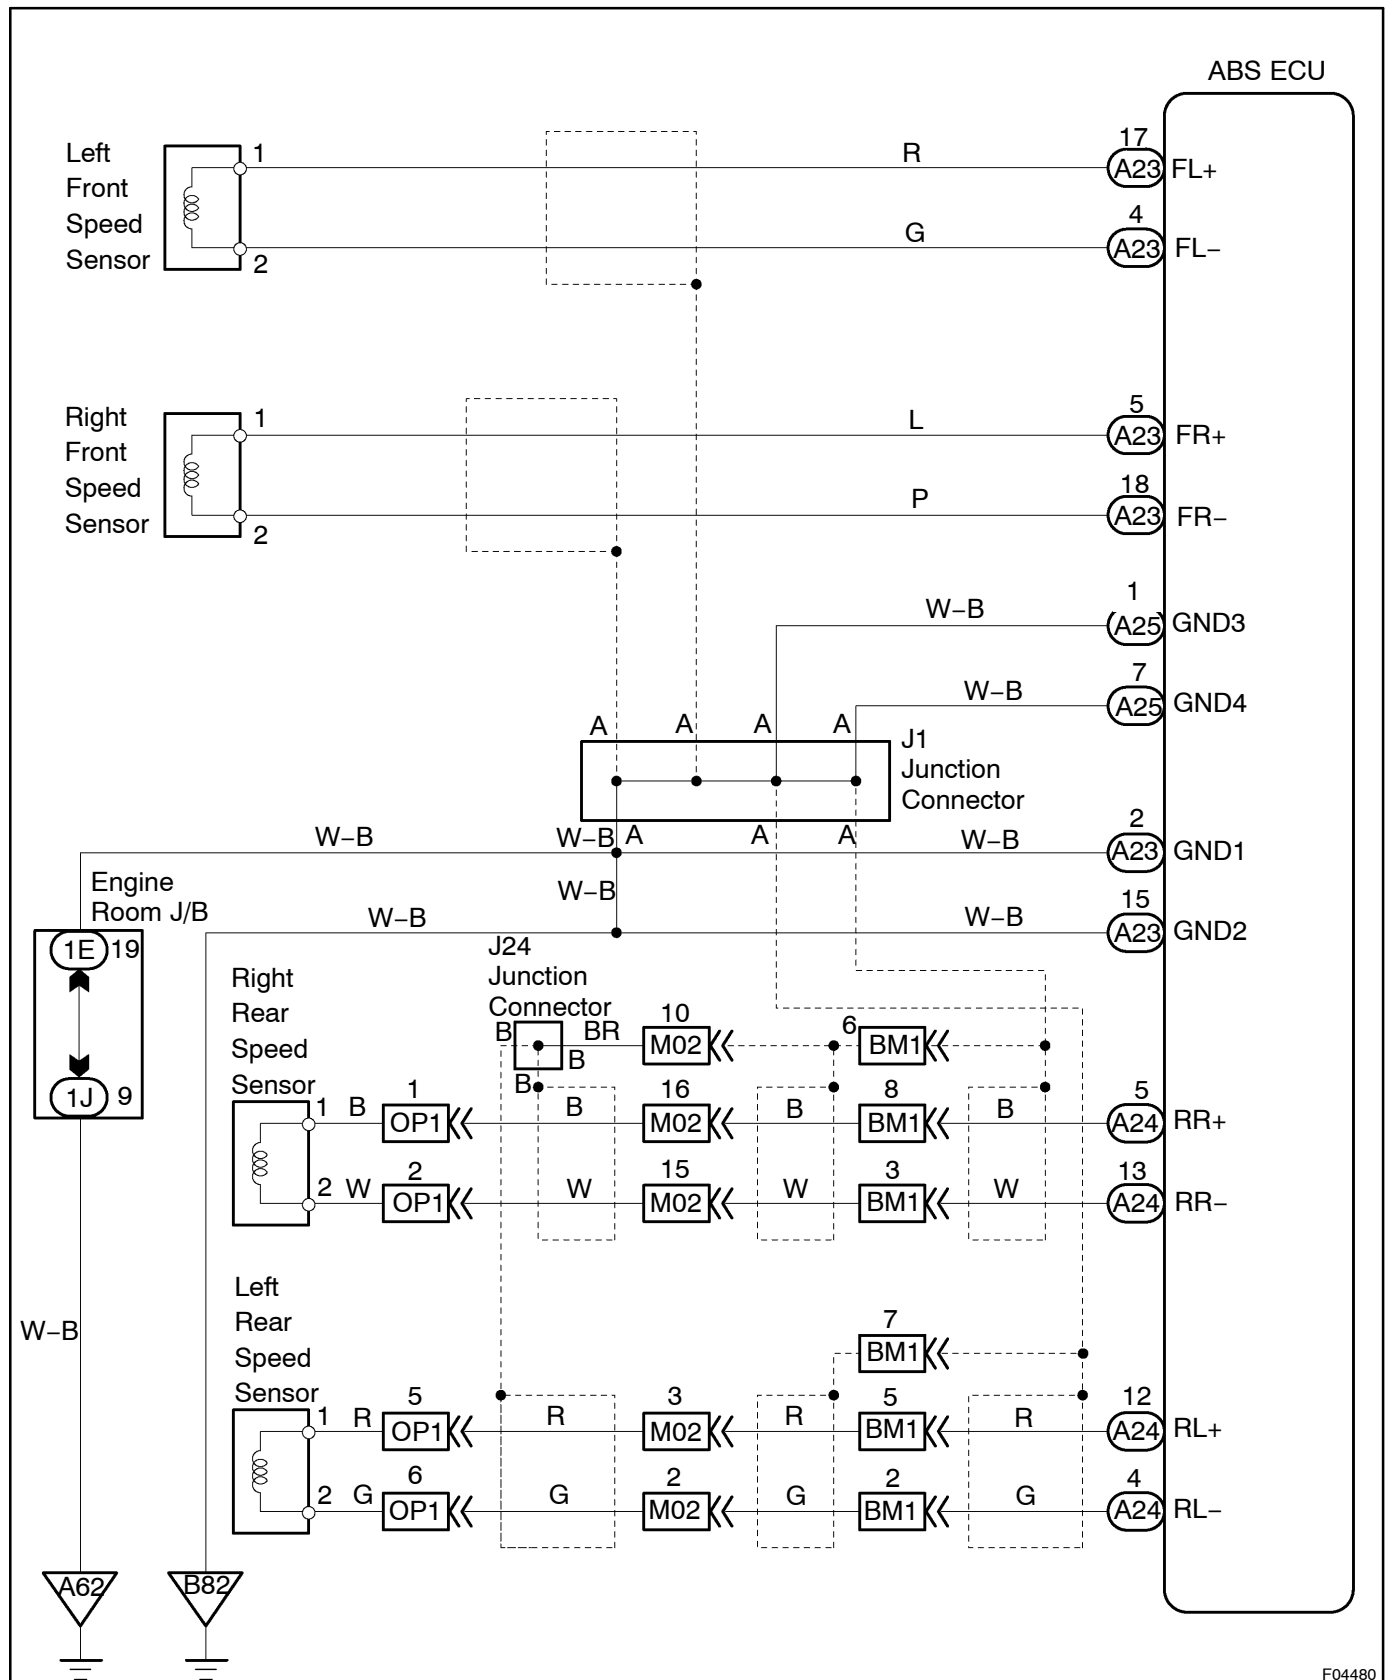 ABS ECU
Left
Front
Speed
Sensor
1
2
R
G
17
A23
FL+
4
A23
FL−
Right
Front
Speed
Sensor
1
2
L
P
5
A23
FR+
18
A23
FR−
W−B
1
A25
GND3
W−B
7
A25
GND4
A A A A
J1
Junction
Connector
A A A
W−B
W−B
W−B
2
A23
GND1
W−B
W−B
W−B
15
A23
GND2
Engine
Room J/B
1E 19
1J 9
J24
Junction
Connector
B
BR
B
B
10
M02
6
BM1
Right
Rear
Speed
Sensor
1 B
1
OP1
B
16
M02
B
8
BM1
B
5
A24
RR+
2 W
2
OP1
W
15
M02
W
3
BM1
W
13
A24
RR−
Left
Rear
Speed
Sensor
7
BM1
1 R
5
OP1
R
3
M02
R
5
BM1
R
12
A24
RL+
2 G
6
OP1
G
2
M02
G
2
BM1
G
4
A24
RL−
W−B
A62
B82
F04480